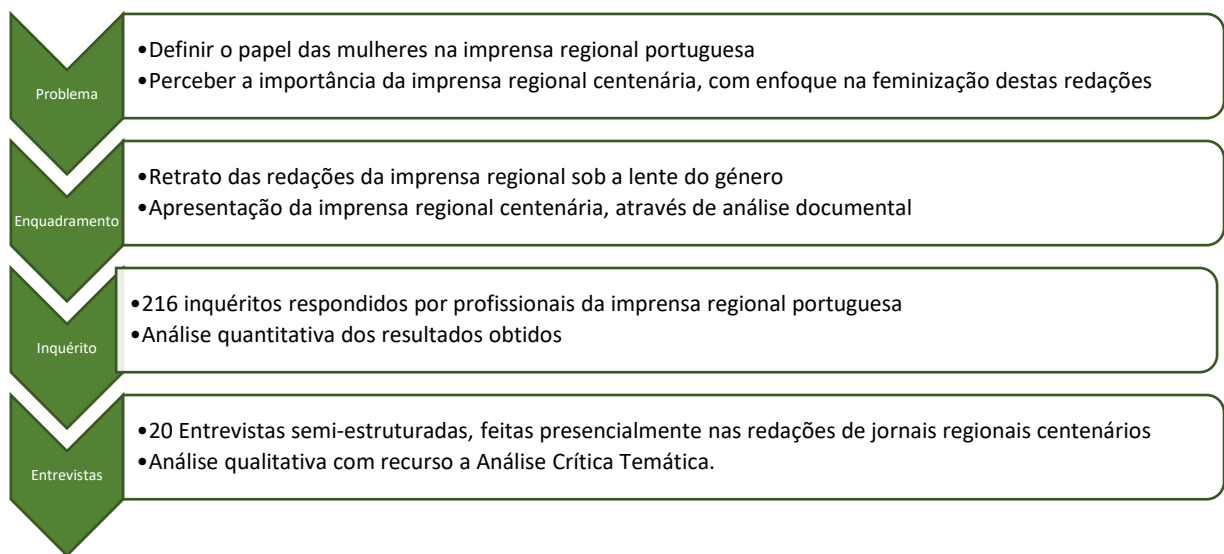 Problema
•Definir o papel das mulheres na imprensa regional portuguesa
•Perceber a importância da imprensa regional centenária, com enfoque na feminização destas redações
Enquadramento
•Retrato das redações da imprensa regional sob a lente do género
•Apresentação da imprensa regional centenária, através de análise documental
Inquérito
•216 inquéritos respondidos por profissionais da imprensa regional portuguesa
•Análise quantitativa dos resultados obtidos
Entrevistas
•20 Entrevistas semi-estruturadas, feitas presencialmente nas redações de jornais regionais centenários
•Análise qualitativa com recurso a Análise Crítica Temática.